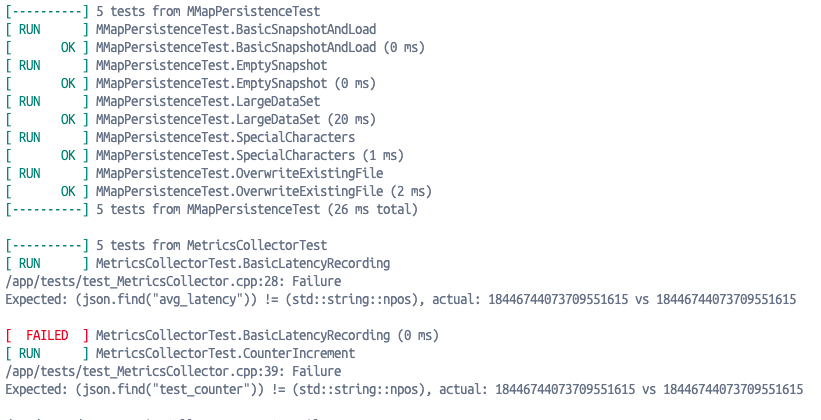 [----------] 5 tests from MMapPersistenceTest
[ RUN      ] MMapPersistenceTest.BasicSnapshotAndLoad
[       OK ] MMapPersistenceTest.BasicSnapshotAndLoad (0 ms)
[ RUN      ] MMapPersistenceTest.EmptySnapshot
[       OK ] MMapPersistenceTest.EmptySnapshot (0 ms)
[ RUN      ] MMapPersistenceTest.LargeDataSet
[       OK ] MMapPersistenceTest.LargeDataSet (20 ms)
[ RUN      ] MMapPersistenceTest.SpecialCharacters
[       OK ] MMapPersistenceTest.SpecialCharacters (1 ms)
[ RUN      ] MMapPersistenceTest.OverwriteExistingFile
[       OK ] MMapPersistenceTest.OverwriteExistingFile (2 ms)
[----------] 5 tests from MMapPersistenceTest (26 ms total)
[----------] 5 tests from MetricsCollectorTest
[ RUN      ] MetricsCollectorTest.BasicLatencyRecording
/app/tests/test_MetricsCollector.cpp:28: Failure
Expected: (json.find("avg_latency")) != (std::string::npos), actual: 18446744073709551615 vs 18446744073709551615
[  FAILED  ] MetricsCollectorTest.BasicLatencyRecording (0 ms)
[ RUN      ] MetricsCollectorTest.CounterIncrement
/app/tests/test_MetricsCollector.cpp:39: Failure
Expected: (json.find("test_counter")) != (std::string::npos), actual: 18446744073709551615 vs 18446744073709551615